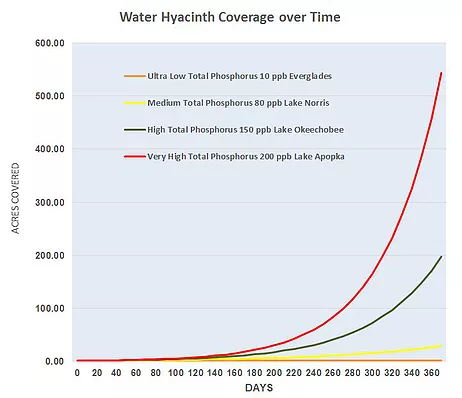 Water Hyacinth Coverage over Time
600.00
500.00
400.00
300.00
200.00
100.00
0.00
ACRES COVERED
Ultra Low Total Phosphorus 10 ppb Everglades
Medium Total Phosphorus 80 ppb Lake Norris
High Total Phosphorus 150 ppb Lake Okeechobee
Very High Total Phosphorus 200 ppb Lake Apopka
0 20 40 60 80 100 120 140 160 180 200 220 240 260 280 300 320 340 360
DAYS